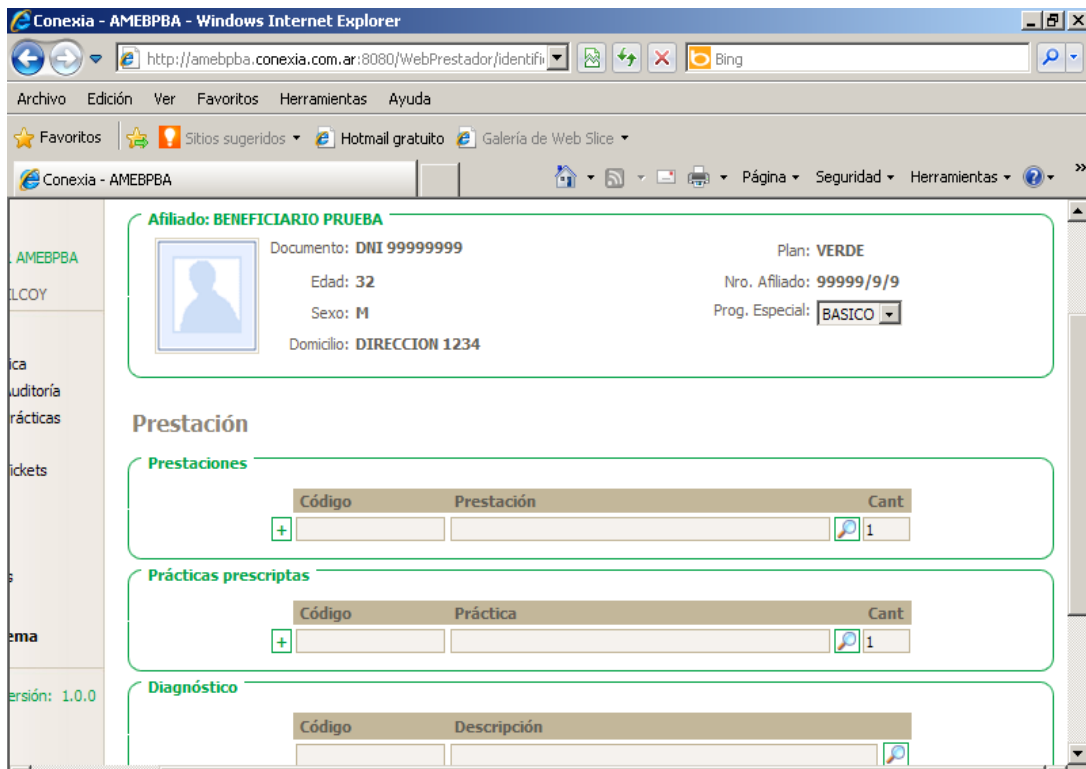 Conexia - AMEBPBA - Windows Internet Explorer
http://amebpba.conexia.com.ar:8080/WebPrestador/identifi
Bing
Archivo Edición Ver Favoritos Herramientas Ayuda
Favoritos Sitios sugeridos Hotmail gratuito Galería de Web Slice
Conexia - AMEBPBA Página Seguridad Herramientas »
Afiliado: BENEFICIARIO PRUEBA
Documento: DNI 99999999 Plan: VERDE
AMEBPBA
Edad: 32 Nro. Afiliado: 99999/9/9
LCOY
Sexo: M Prog. Especial: BASICO
Domicilio: DIRECCION 1234
ica
uditoría
rácticas
Prestación
Prestaciones
ickets
Código Prestación Cant
+ 1
s
Prácticas prescriptas
Código Práctica Cant
ema
+ 1
Diagnóstico
ersión: 1.0.0
Código Descripción